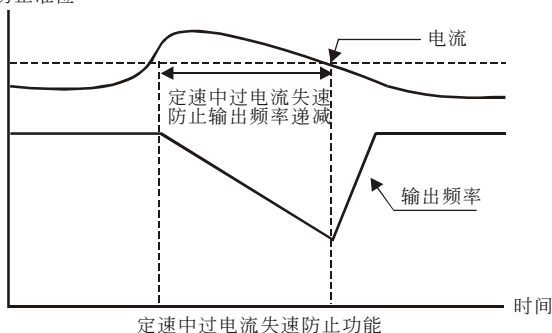 电流
定速中过电流失速
防止输出频率递减
输出频率
时间
定速中过电流失速防止功能